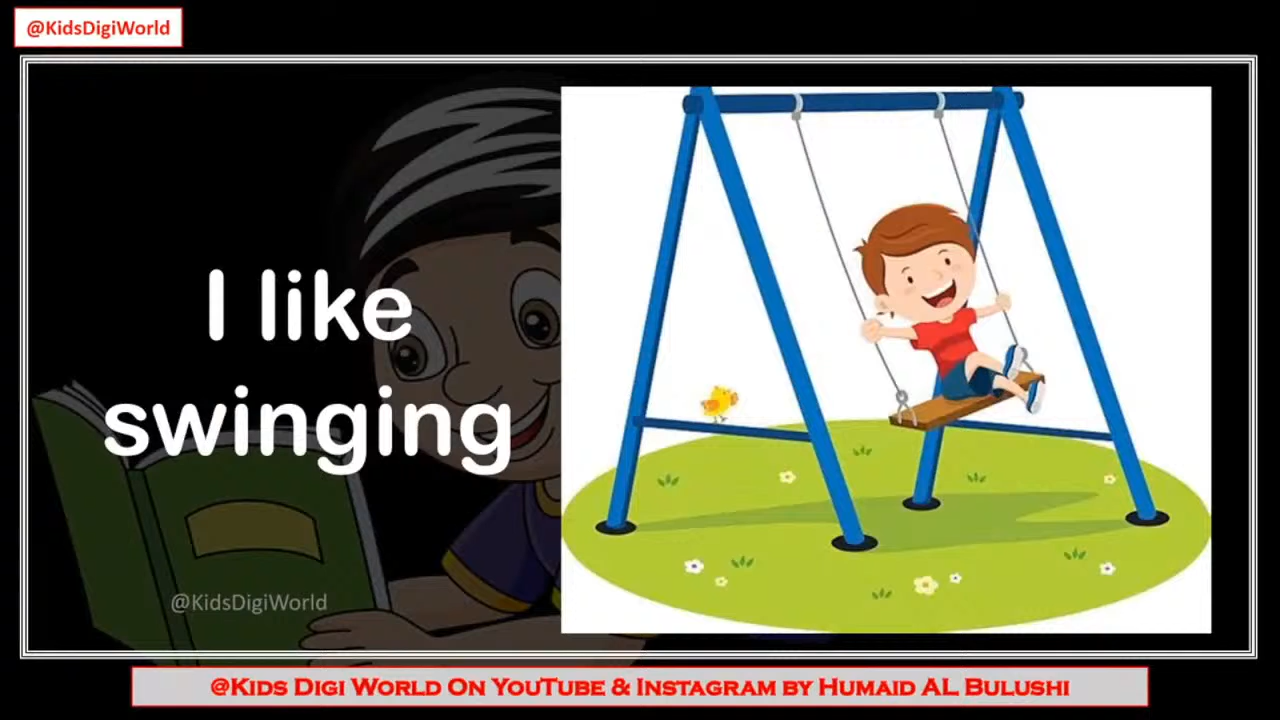 @KidsDigiWorld
I like
swinging
@KidsDigiWorld
@KIDS DIGI WORLD ON YOUTUBE & INSTAGRAM BY HUMAID AL BULUSHI